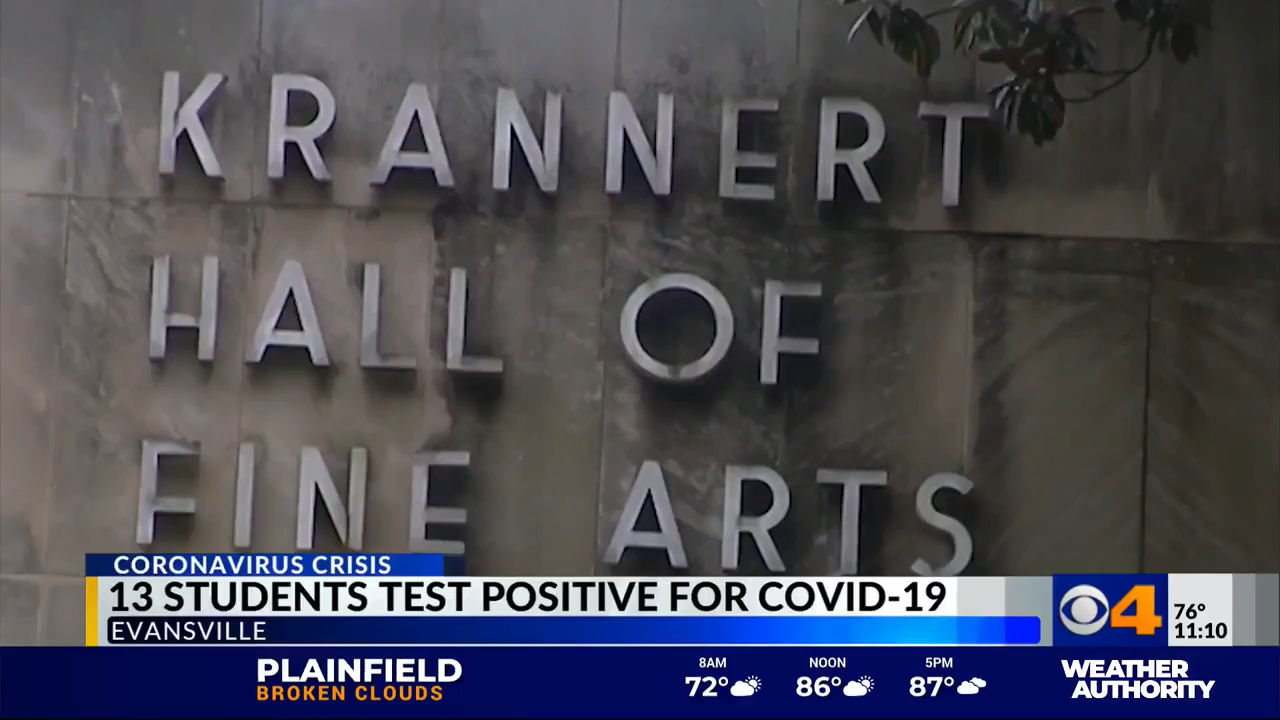 KRANNERT
HALL OF
FINE ARTS
CORONAVIRUS CRISIS
13 STUDENTS TEST POSITIVE FOR COVID-19
EVANSVILLE
4
76°
11:10
PLAINFIELD
BROKEN CLOUDS
8AM
72°
NOON
86°
5PM
87°
WEATHER
AUTHORITY